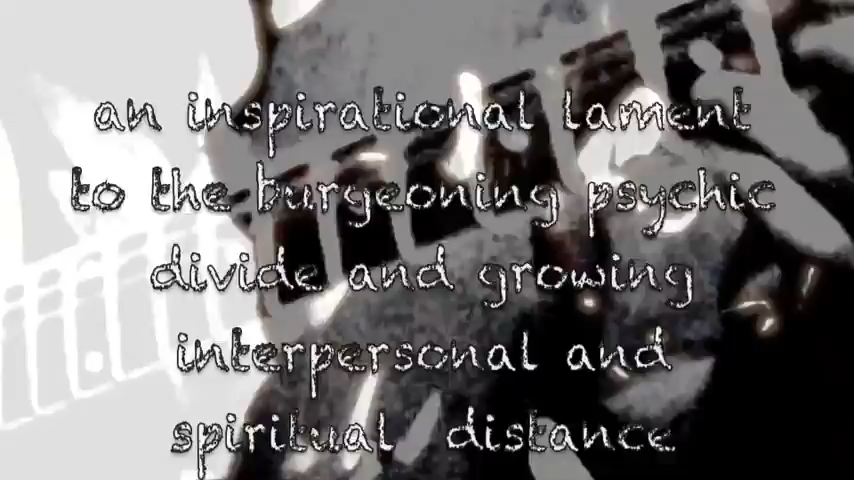 an inspirational lament
to the burgeoning psychic
divide and growing
interpersonal and
spiritual distance